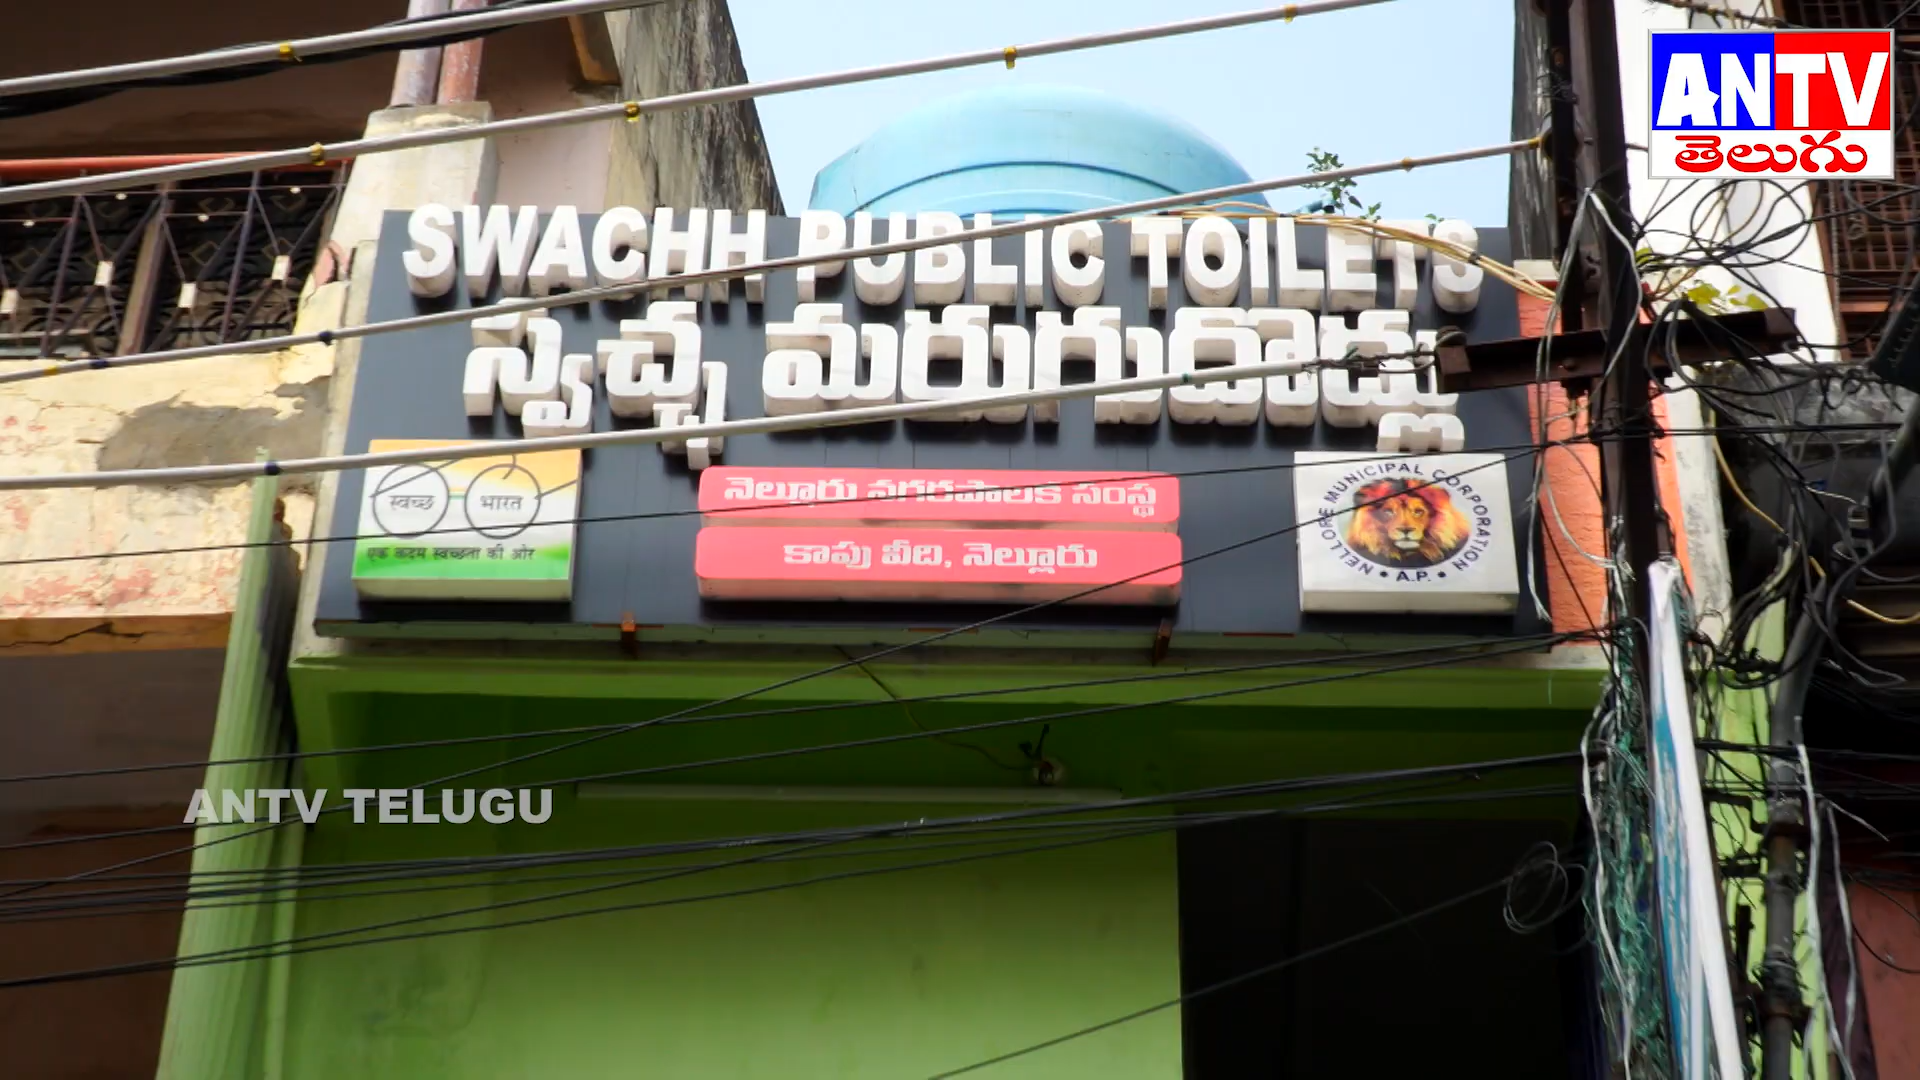 ANTV
తెలుగు
SWACHH PUBLIC TOILETS
స్వచ్ఛ మరుగుదొడ్లు
स्वच्छ भारत
एक कदम स्वच्छता की ओर
నెల్లూరు నగరపాలక సంస్థ
కాపు వీది, నెల్లూరు
NELLORE MUNICIPAL CORPORATION
• A.P. •
ANTV TELUGU